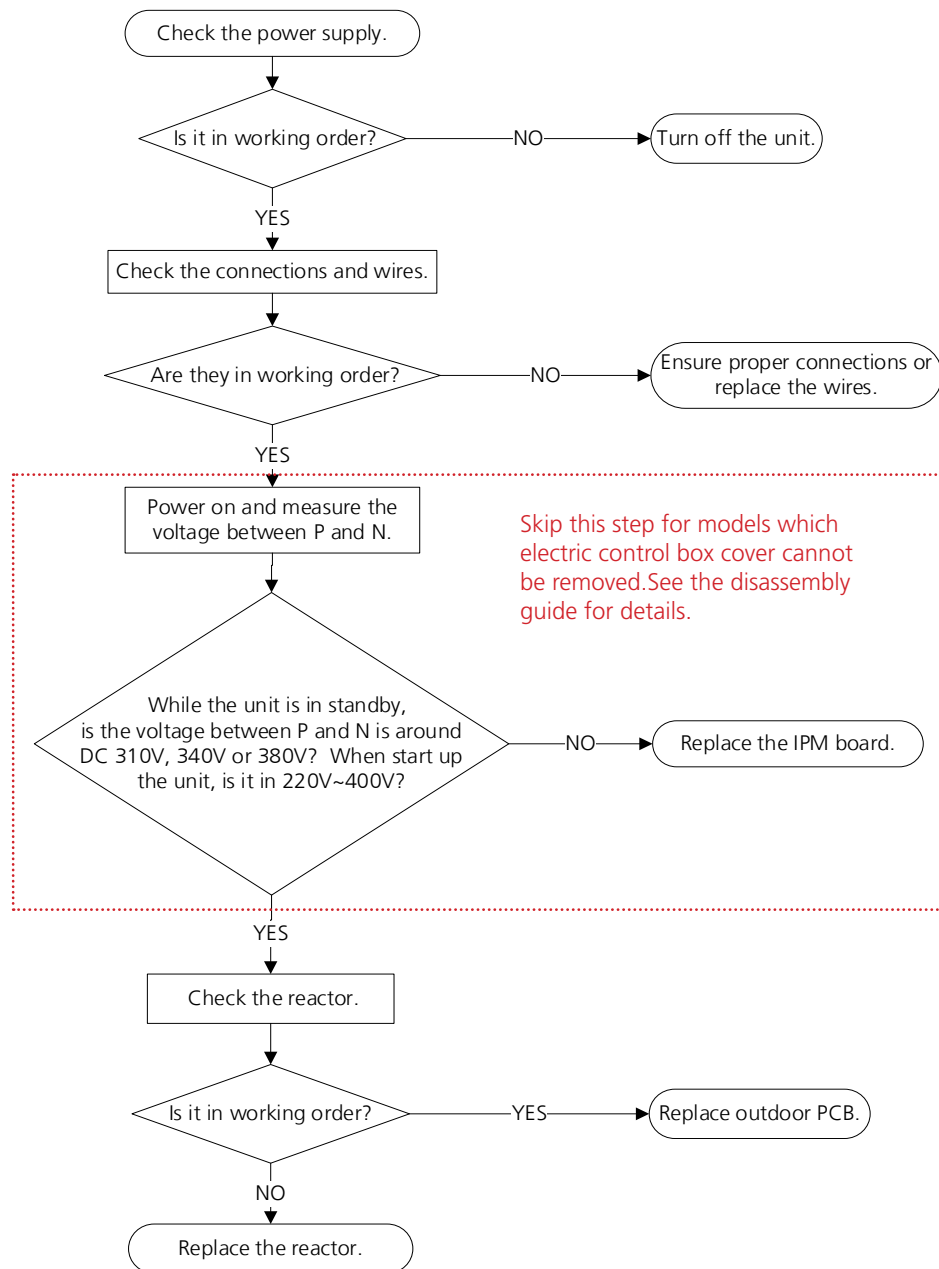 Check the power supply.
Is it in working order?
NO
Turn off the unit.
YES
Check the connections and wires.
Are they in working order?
NO
Ensure proper connections or
replace the wires.
YES
Power on and measure the
voltage between P and N.
Skip this step for models which
electric control box cover cannot
be removed.See the disassembly
guide for details.
While the unit is in standby,
is the voltage between P and N is around
DC 310V, 340V or 380V? When start up
the unit, is it in 220V~400V?
NO
Replace the IPM board.
YES
Check the reactor.
Is it in working order?
YES
Replace outdoor PCB.
NO
Replace the reactor.